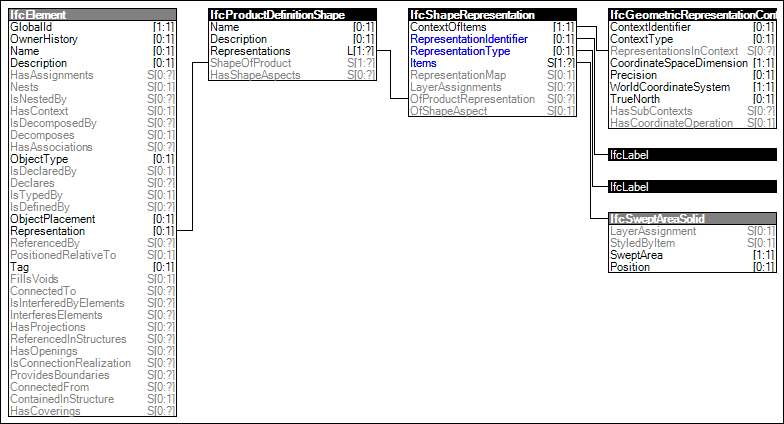 IfcElement
GlobalId [1:1]
OwnerHistory [0:1]
Name [0:1]
Description [0:1]
HasAssignments S[0:?]
Nests S[0:1]
IsNestedBy S[0:?]
HasContext S[0:1]
IsDecomposedBy S[0:?]
Decomposes S[0:1]
HasAssociations S[0:?]
ObjectType [0:1]
IsDeclaredBy S[0:1]
Declares S[0:?]
IsTypedBy S[0:1]
IsDefinedBy S[0:?]
ObjectPlacement [0:1]
Representation [0:1]
ReferencedBy S[0:?]
PositionedRelativeTo S[0:1]
Tag [0:1]
FillsVoids S[0:1]
ConnectedTo S[0:?]
IsInterferedByElements S[0:?]
InterferesElements S[0:?]
HasProjections S[0:?]
ReferencedInStructures S[0:?]
HasOpenings S[0:?]
IsConnectionRealization S[0:?]
ProvidesBoundaries S[0:?]
ConnectedFrom S[0:?]
ContainedInStructure S[0:1]
HasCoverings S[0:?]
IfcProductDefinitionShape
Name [0:1]
Description [0:1]
Representations L[1:?]
ShapeOfProduct S[1:?]
HasShapeAspects S[0:?]
IfcShapeRepresentation
ContextOfItems [1:1]
RepresentationIdentifier [0:1]
RepresentationType [0:1]
Items S[1:?]
RepresentationMap S[0:1]
LayerAssignments S[0:?]
OfProductRepresentation S[0:?]
OfShapeAspect S[0:1]
IfcGeometricRepresentationCon
ContextIdentifier [0:1]
ContextType [0:1]
RepresentationsInContext S[0:?]
CoordinateSpaceDimension [1:1]
Precision [0:1]
WorldCoordinateSystem [1:1]
TrueNorth [0:1]
HasSubContexts S[0:?]
HasCoordinateOperation S[0:1]
IfcLabel
IfcLabel
IfcSweptAreaSolid
LayerAssignment S[0:1]
StyledByItem S[0:1]
SweptArea [1:1]
Position [0:1]